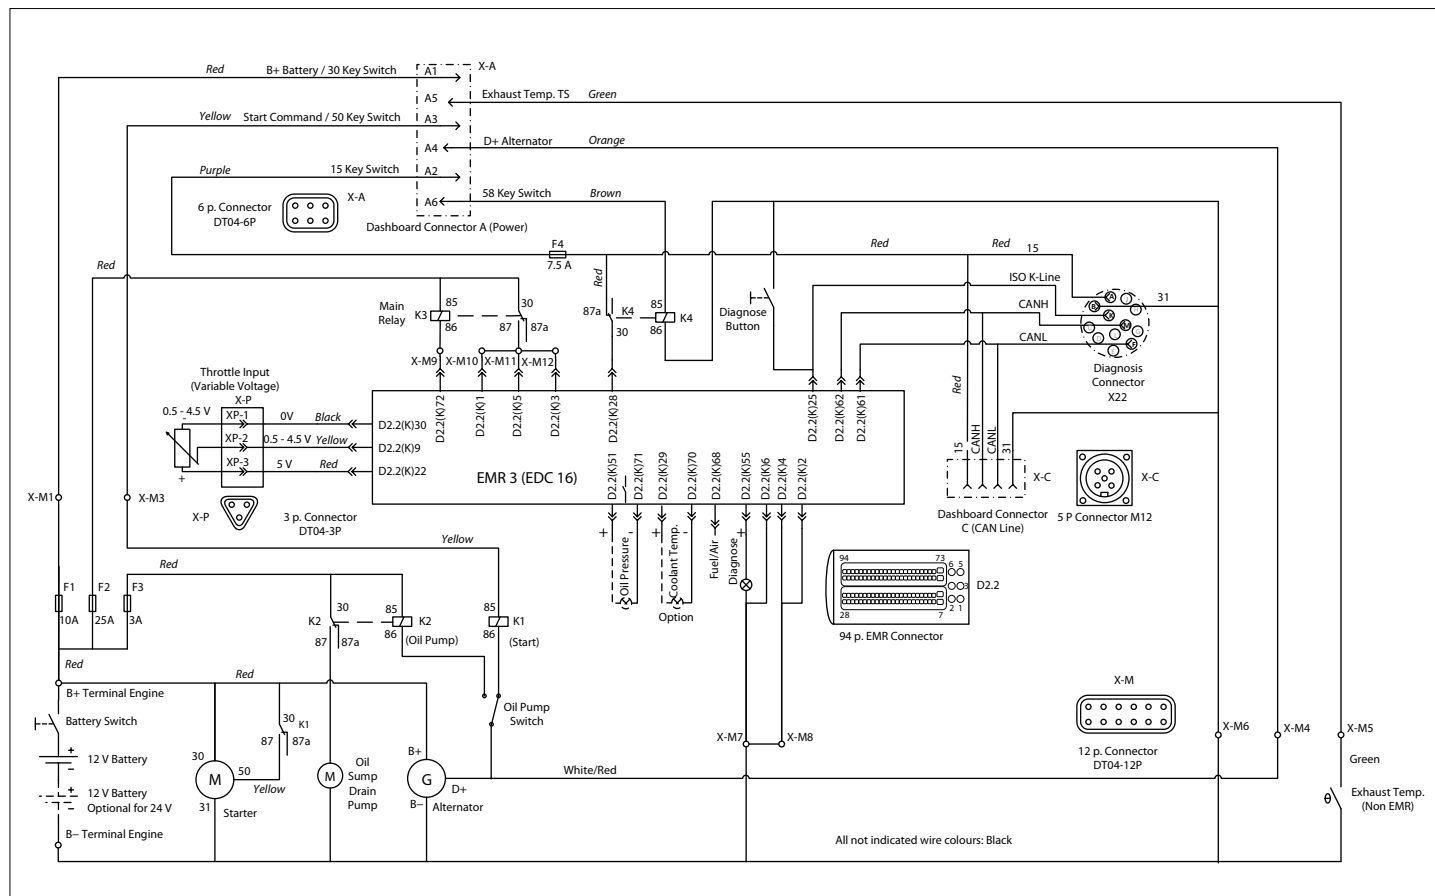 Red
B+ Battery / 30 Key Switch
A1
X-A
A5
Exhaust Temp. TS
Green
Yellow
Start Command / 50 Key Switch
A3
A4
D+ Alternator
Orange
Purple
15 Key Switch
A2
58 Key Switch
Brown
A6
6 p. Connector
DT04-6P
X-A
Dashboard Connector A (Power)
F4
7.5 A
Red
Red
15
Red
Red
ISO K-Line
CANH
CANL
31
A
B
K
M
F
Diagnosis
Connector
X22
Main
Relay
K3
85
86
30
87
87a
87a
K4
30
85
86
K4
Diagnose
Button
X-M9
X-M10
X-M11
X-M12
Throttle Input
(Variable Voltage)
X-P
0.5 - 4.5 V
-
+
XP-1
0V
Black
XP-2
0.5 - 4.5 V
Yellow
XP-3
5 V
Red
D2.2(K)30
D2.2(K)9
D2.2(K)22
D2.2(K)72
D2.2(K)1
D2.2(K)5
D2.2(K)3
D2.2(K)28
D2.2(K)25
D2.2(K)62
D2.2(K)61
EMR 3 (EDC 16)
D2.2(K)51
D2.2(K)71
D2.2(K)29
D2.2(K)70
D2.2(K)68
D2.2(K)55
D2.2(K)6
D2.2(K)4
D2.2(K)2
Red
15
CANH
CANL
31
X-C
Dashboard Connector
C (CAN Line)
X-C
5 P Connector M12
X-M1
X-M3
X-P
3 p. Connector
DT04-3P
Yellow
+
-
Oil Pressure
+
-
Coolant Temp.
Option
Fuel/Air
Diagnose
+
94
73
6
5
3
2
1
28
7
D2.2
94 p. EMR Connector
Red
F1
10A
F2
25A
F3
3A
K2
30
87
87a
85
86
K2
(Oil Pump)
85
86
K1
(Start)
Red
B+ Terminal Engine
Red
Battery Switch
+
-
12 V Battery
+
-
12 V Battery
Optional for 24 V
B− Terminal Engine
30
M
50
31
Starter
Yellow
30
K1
87
87a
M
Oil
Sump
Drain
Pump
B+
G
D+
B−
Alternator
Oil Pump
Switch
White/Red
X-M7
X-M8
X-M
12 p. Connector
DT04-12P
X-M6
X-M4
X-M5
Green
θ
Exhaust Temp.
(Non EMR)
All not indicated wire colours: Black